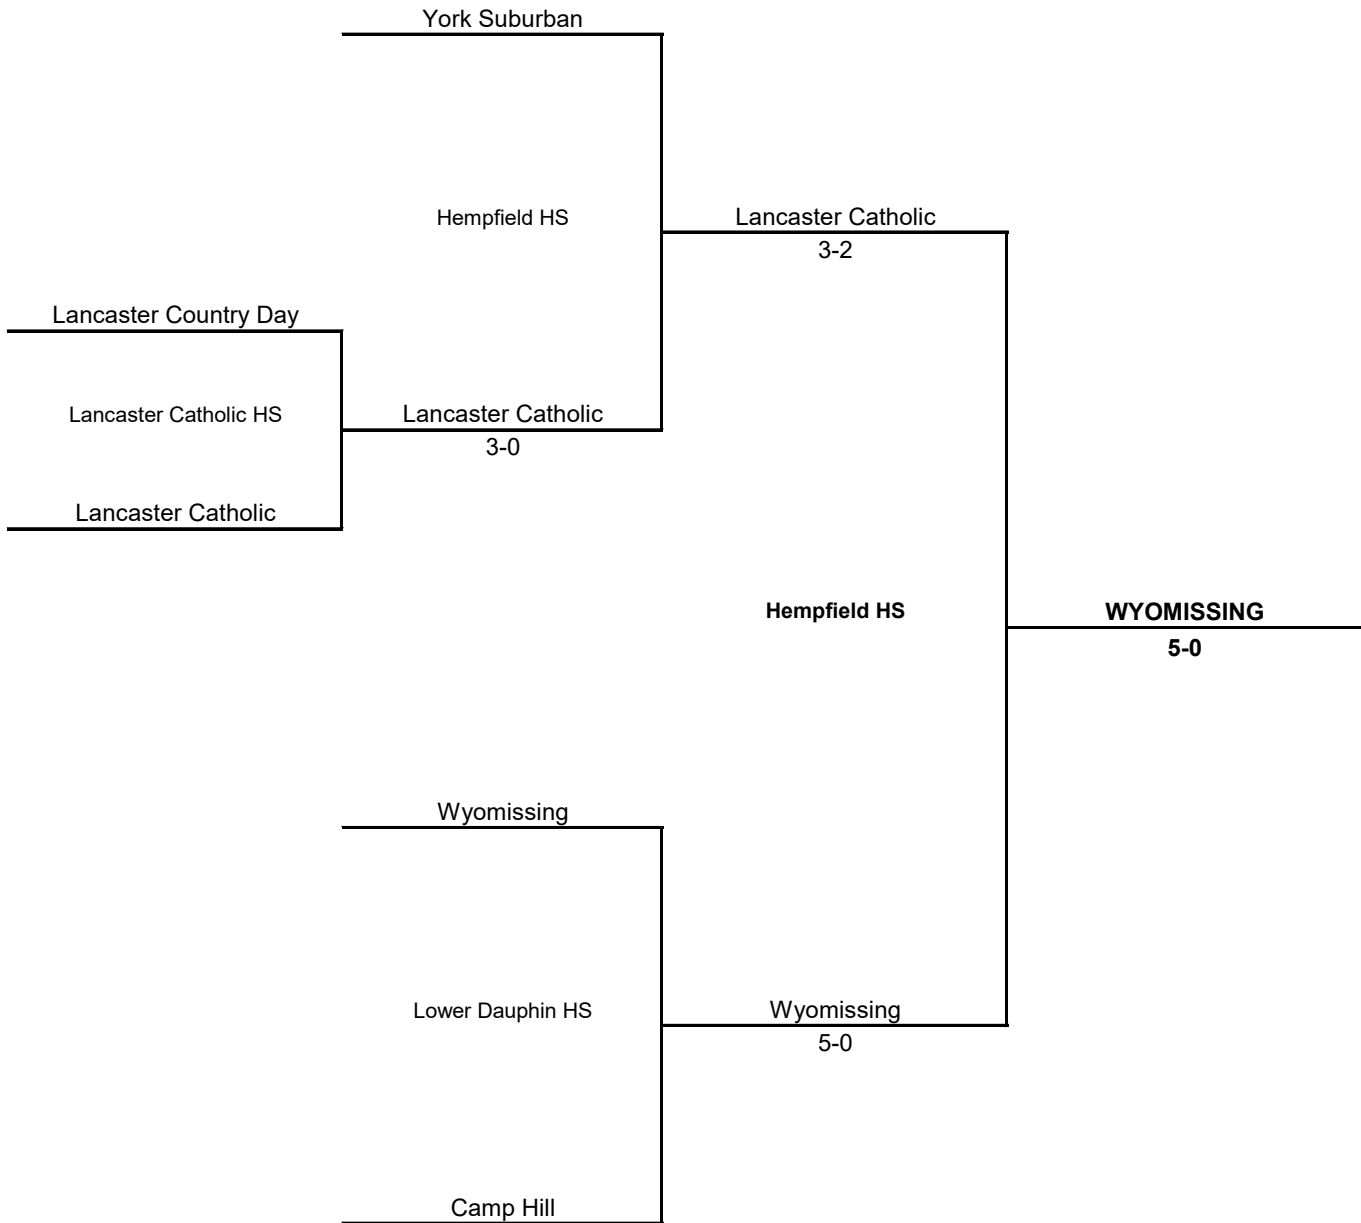 York Suburban
Hempfield HS
Lancaster Catholic
3-2
Lancaster Country Day
Lancaster Catholic HS
Lancaster Catholic
3-0
Lancaster Catholic
Hempfield HS
WYOMISSING
5-0
Wyomissing
Lower Dauphin HS
Wyomissing
5-0
Camp Hill